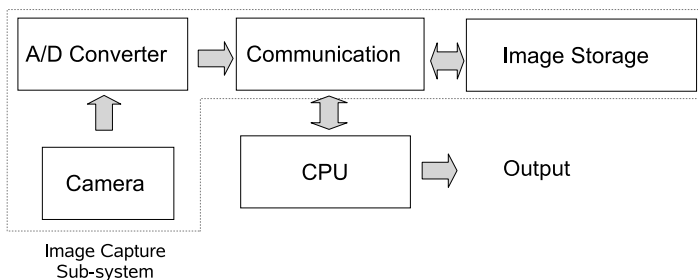 A/D Converter
Communication
Image Storage
Camera
CPU
Output
Image Capture
Sub-system